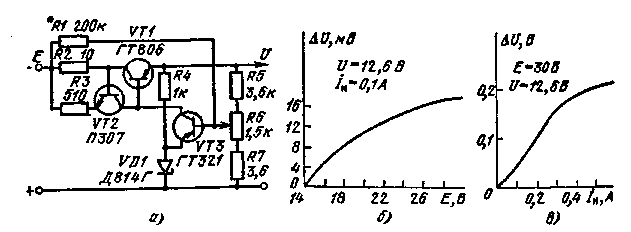 *R1 200к
VT1
ГТ806
E
U
R2 10
R3
510
VT2
П307
R4
1к
R5
3,6к
R6
1,5к
VT3
ГТ321
R7
3,6
VD1
Д814Г
-
+
а)
ΔU, мВ
U=12,6 В
Iн=0,1А
16
12
8
4
0
14 18 22 26 E, В
б)
ΔU, В
E=30В
U=12,6В
0,2
0,1
0
0,2 0,4 Iн, А
в)